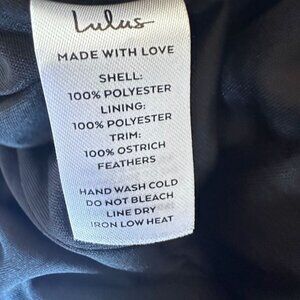 Lulus
MADE WITH LOVE
SHELL:
100% POLYESTER
LINING:
100% POLYESTER
TRIM:
100% OSTRICH
FEATHERS
HAND WASH COLD
DO NOT BLEACH
LINE DRY
IRON LOW HEAT